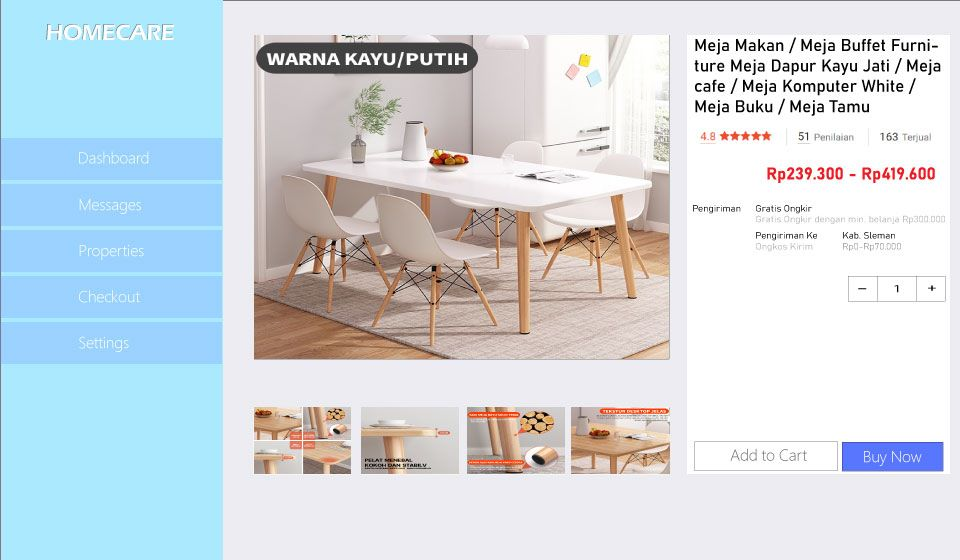 HOMECARE
Dashboard
Messages
Properties
Checkout
Settings
WARNA KAYU/PUTIH
PELAT MENEBAL
KOKOH DAN STABILV
TEKSTUR DESKTOP JELAS
Meja Makan / Meja Buffet Furni-
ture Meja Dapur Kayu Jati / Meja
cafe / Meja Komputer White /
Meja Buku / Meja Tamu
4.8 51 Penilaian 163 Terjual
Rp239.300 - Rp419.600
Pengiriman Gratis Ongkir
Gratis Ongkir dengan min. belanja Rp300.000
Pengiriman Ke Kab. Sleman
Ongkos Kirim Rp0-Rp70.000
– 1 +
Add to Cart Buy Now